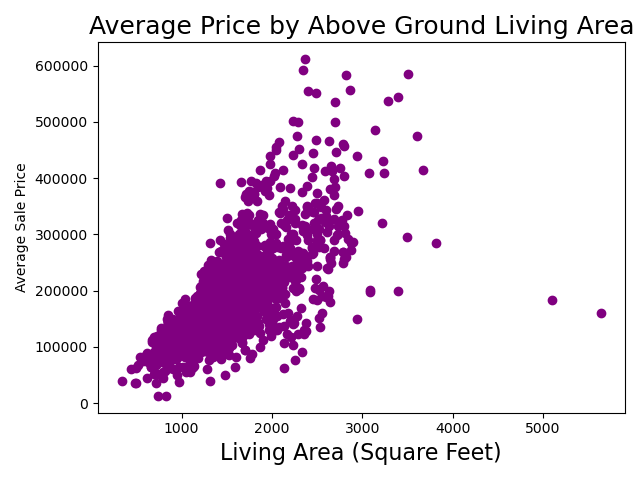 Average Price by Above Ground Living Area
600000
500000
400000
300000
200000
100000
0
Average Sale Price
1000 2000 3000 4000 5000
Living Area (Square Feet)